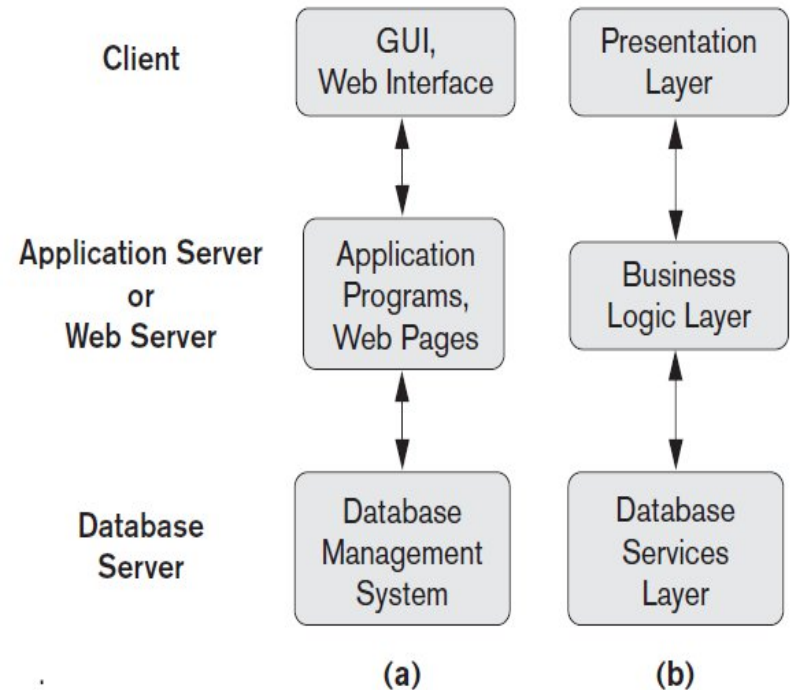 Client
GUI,
Web Interface
Presentation
Layer
Application Server
or
Web Server
Application
Programs,
Web Pages
Business
Logic Layer
Database
Server
Database
Management
System
Database
Services
Layer
(a)
(b)